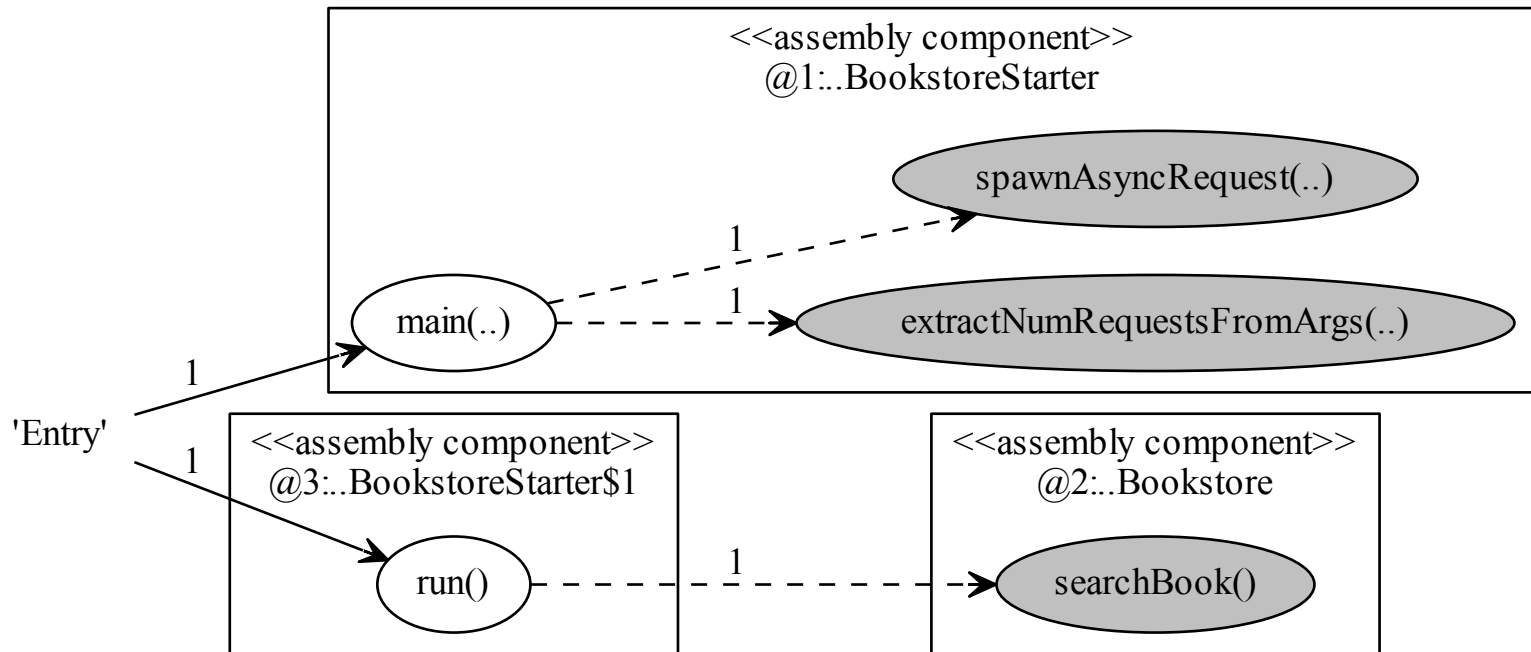 <<assembly component>>
@1:..BookstoreStarter
spawnAsyncRequest(..)
1
main(..)
1
extractNumRequestsFromArgs(..)
1
'Entry'
1
<<assembly component>>
@3:..BookstoreStarter$1
run()
1
<<assembly component>>
@2:..Bookstore
searchBook()